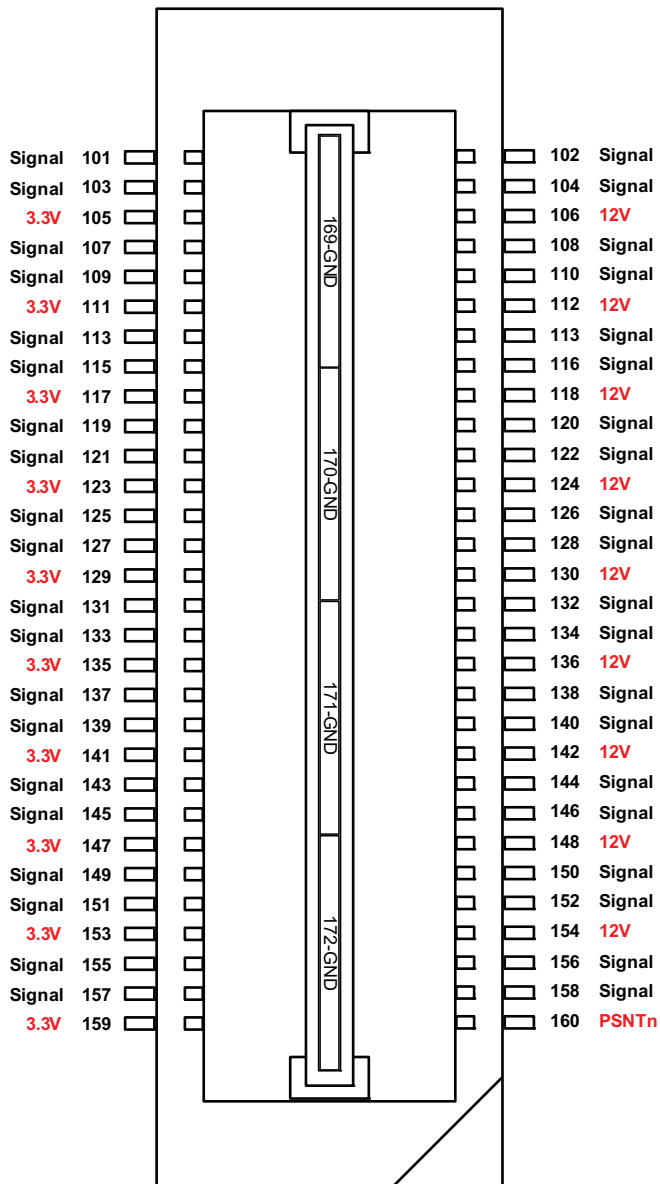 Signal 101 102 Signal
Signal 103 104 Signal
3.3V 105 106 12V
Signal 107 108 Signal
Signal 109 110 Signal
3.3V 111 112 12V
Signal 113 113 Signal
Signal 115 116 Signal
3.3V 117 118 12V
Signal 119 120 Signal
Signal 121 122 Signal
3.3V 123 124 12V
Signal 125 126 Signal
Signal 127 128 Signal
3.3V 129 130 12V
Signal 131 132 Signal
Signal 133 134 Signal
3.3V 135 136 12V
Signal 137 138 Signal
Signal 139 140 Signal
3.3V 141 142 12V
Signal 143 144 Signal
Signal 145 146 Signal
3.3V 147 148 12V
Signal 149 150 Signal
Signal 151 152 Signal
3.3V 153 154 12V
Signal 155 156 Signal
Signal 157 158 Signal
3.3V 159 160 PSNTn
169-GND
170-GND
171-GND
172-GND